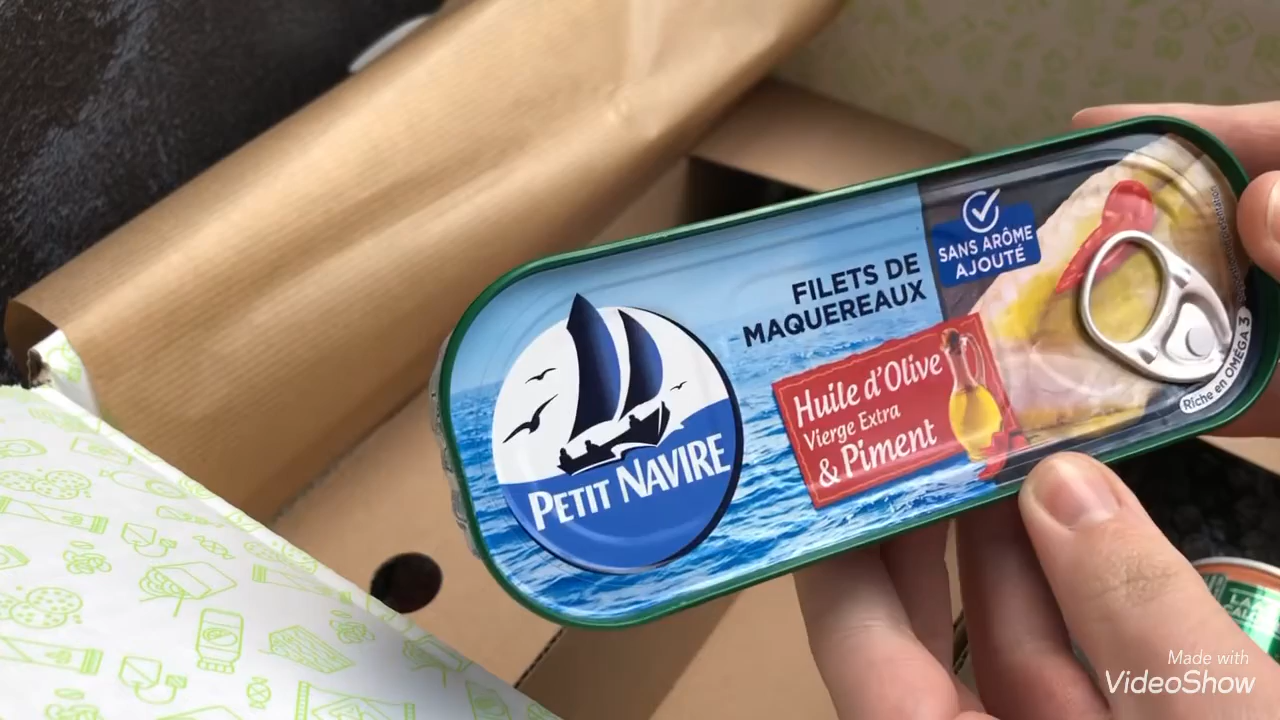 PETIT NAVIRE
FILETS DE
MAQUEREAUX
SANS ARÔME
AJOUTÉ
Huile d'Olive
Vierge Extra
& Piment
Riche en OMÉGA 3
Made with
VideoShow